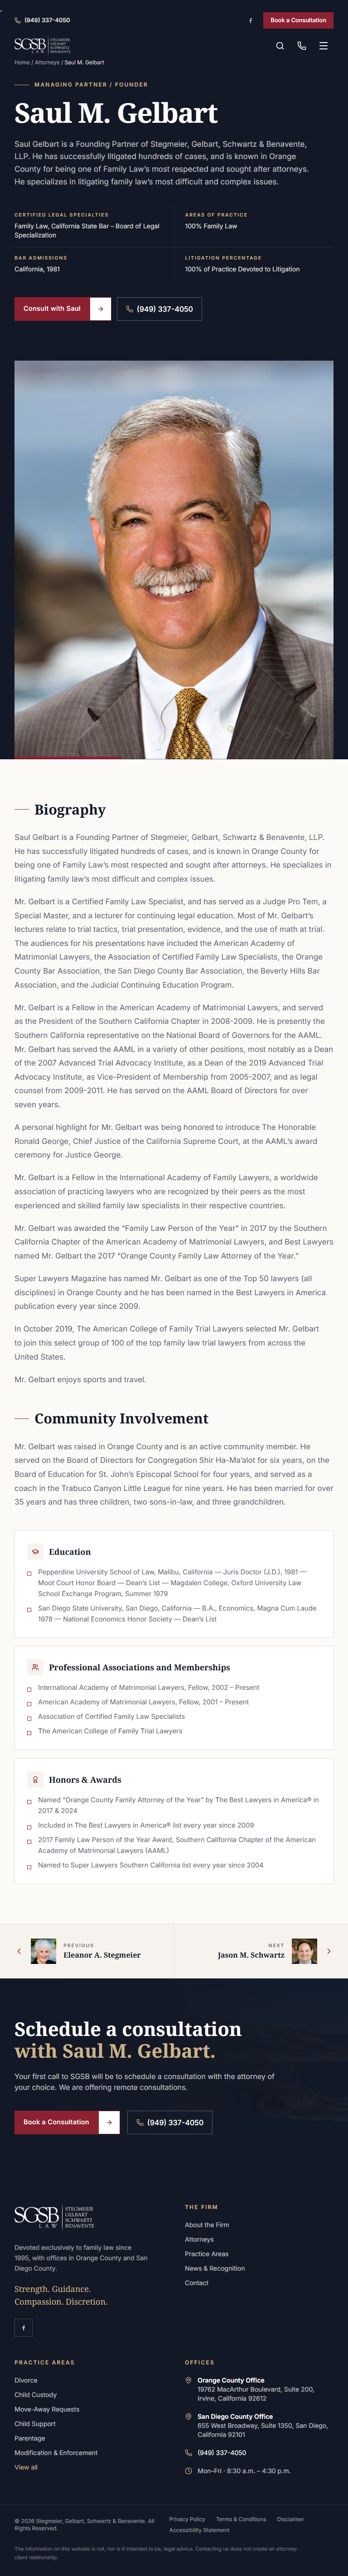 (949) 337-4050
Book a Consultation
SGSB
LAW
STEGMEIER
GELBART
SCHWARTZ
BENAVENTE
Home / Attorneys / Saul M. Gelbart
MANAGING PARTNER / FOUNDER
Saul M. Gelbart
Saul Gelbart is a Founding Partner of Stegmeier, Gelbart, Schwartz & Benavente,
LLP. He has successfully litigated hundreds of cases, and is known in Orange
County for being one of Family Law's most respected and sought after attorneys.
He specializes in litigating family law's most difficult and complex issues.
CERTIFIED LEGAL SPECIALTIES
Family Law, California State Bar – Board of Legal
Specialization
AREAS OF PRACTICE
100% Family Law
BAR ADMISSIONS
California, 1981
LITIGATION PERCENTAGE
100% of Practice Devoted to Litigation
Consult with Saul
(949) 337-4050
Biography
Saul Gelbart is a Founding Partner of Stegmeier, Gelbart, Schwartz & Benavente, LLP.
He has successfully litigated hundreds of cases, and is known in Orange County for
being one of Family Law's most respected and sought after attorneys. He specializes in
litigating family law's most difficult and complex issues.
Mr. Gelbart is a Certified Family Law Specialist, and has served as a Judge Pro Tem, a
Special Master, and a lecturer for continuing legal education. Most of Mr. Gelbart's
lectures relate to trial tactics, trial presentation, evidence, and the use of math at trial.
The audiences for his presentations have included the American Academy of
Matrimonial Lawyers, the Association of Certified Family Law Specialists, the Orange
County Bar Association, the San Diego County Bar Association, the Beverly Hills Bar
Association, and the Judicial Continuing Education Program.
Mr. Gelbart is a Fellow in the American Academy of Matrimonial Lawyers, and served
as the President of the Southern California Chapter in 2008-2009. He is presently the
Southern California representative on the National Board of Governors for the AAML.
Mr. Gelbart has served the AAML in a variety of other positions, most notably as a Dean
of the 2007 Advanced Trial Advocacy Institute, as a Dean of the 2019 Advanced Trial
Advocacy Institute, as Vice-President of Membership from 2005-2007, and as legal
counsel from 2009-2011. He has served on the AAML Board of Directors for over
seven years.
A personal highlight for Mr. Gelbart was being honored to introduce The Honorable
Ronald George, Chief Justice of the California Supreme Court, at the AAML's award
ceremony for Justice George.
Mr. Gelbart is a Fellow in the International Academy of Family Lawyers, a worldwide
association of practicing lawyers who are recognized by their peers as the most
experienced and skilled family law specialists in their respective countries.
Mr. Gelbart was awarded the "Family Law Person of the Year" in 2017 by the Southern
California Chapter of the American Academy of Matrimonial Lawyers, and Best Lawyers
named Mr. Gelbart the 2017 "Orange County Family Law Attorney of the Year."
Super Lawyers Magazine has named Mr. Gelbart as one of the Top 50 lawyers (all
disciplines) in Orange County and he has been named in the Best Lawyers in America
publication every year since 2009.
In October 2019, The American College of Family Trial Lawyers selected Mr. Gelbart
to join this select group of 100 of the top family law trial lawyers from across the
United States.
Mr. Gelbart enjoys sports and travel.
Community Involvement
Mr. Gelbart was raised in Orange County and is an active community member. He
served on the Board of Directors for Congregation Shir Ha-Ma'alot for six years, on the
Board of Education for St. John's Episcopal School for four years, and served as a
coach in the Trabuco Canyon Little League for nine years. He has been married for over
35 years and has three children, two sons-in-law, and three grandchildren.
Education
Pepperdine University School of Law, Malibu, California — Juris Doctor (J.D.), 1981 —
Moot Court Honor Board — Dean's List — Magdalen College, Oxford University Law
School Exchange Program, Summer 1979
San Diego State University, San Diego, California — B.A., Economics, Magna Cum Laude
1978 — National Economics Honor Society — Dean's List
Professional Associations and Memberships
International Academy of Matrimonial Lawyers, Fellow, 2002 – Present
American Academy of Matrimonial Lawyers, Fellow, 2001 – Present
Association of Certified Family Law Specialists
The American College of Family Trial Lawyers
Honors & Awards
Named "Orange County Family Attorney of the Year" by The Best Lawyers in America® in
2017 & 2024
Included in The Best Lawyers in America® list every year since 2009
2017 Family Law Person of the Year Award, Southern California Chapter of the American
Academy of Matrimonial Lawyers (AAML)
Named to Super Lawyers Southern California list every year since 2004
PREVIOUS
Eleanor A. Stegmeier
NEXT
Jason M. Schwartz
Schedule a consultation
with Saul M. Gelbart.
Your first call to SGSB will be to schedule a consultation with the attorney of
your choice. We are offering remote consultations.
Book a Consultation
(949) 337-4050
SGSB
LAW
STEGMEIER
GELBART
SCHWARTZ
BENAVENTE
Devoted exclusively to family law since
1995, with offices in Orange County and San
Diego County.
Strength. Guidance.
Compassion. Discretion.
THE FIRM
About the Firm
Attorneys
Practice Areas
News & Recognition
Contact
PRACTICE AREAS
Divorce
Child Custody
Move-Away Requests
Child Support
Parentage
Modification & Enforcement
View all
OFFICES
Orange County Office
19762 MacArthur Boulevard, Suite 200,
Irvine, California 92612
San Diego County Office
655 West Broadway, Suite 1350, San Diego,
California 92101
(949) 337-4050
Mon–Fri · 8:30 a.m. – 4:30 p.m.
© 2026 Stegmeier, Gelbart, Schwartz & Benavente. All
Rights Reserved.
Privacy Policy
Terms & Conditions
Disclaimer
Accessibility Statement
The information on this website is not, nor is it intended to be, legal advice. Contacting us does not create an attorney-
client relationship.